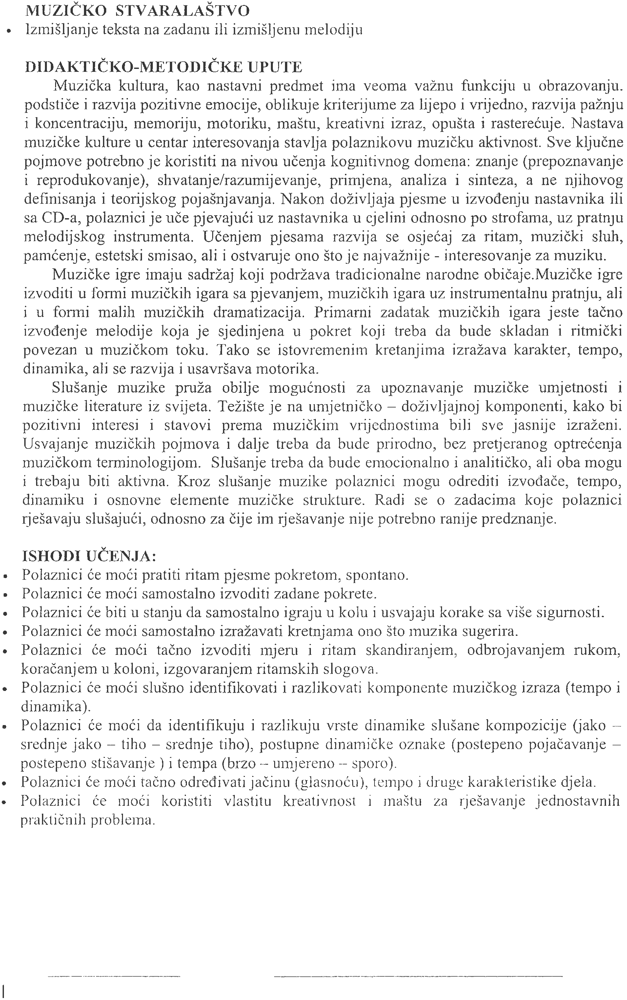 MUZIČKO STVARALAŠTVO
• Izmišljanje teksta na zadanu ili izmišljenu melodiju
DIDAKTIČKO-METODIČKE UPUTE
Muzička kultura, kao nastavni predmet ima veoma važnu funkciju u obrazovanju.
podstiče i razvija pozitivne emocije, oblikuje kriterijume za lijepo i vrijedno, razvija pažnju
i koncentraciju, memoriju, motoriku, maštu, kreativni izraz, opušta i rasterećuje. Nastava
muzičke kulture u centar interesovanja stavlja polaznikovu muzičku aktivnost. Sve ključne
pojmove potrebno je koristiti na nivou učenja kognitivnog domena: znanje (prepoznavanje
i reprodukovanje), shvatanje/razumijevanje, primjena, analiza i sinteza, a ne njihovog
definisanja i teorijskog pojašnjavanja. Nakon doživljaja pjesme u izvođenju nastavnika ili
sa CD-a, polaznici je uče pjevajući uz nastavnika u cjelini odnosno po strofama, uz pratnju
melodijskog instrumenta. Učenjem pjesama razvija se osjećaj za ritam, muzički sluh,
pamćenje, estetski smisao, ali i ostvaruje ono što je najvažnije - interesovanje za muziku.
Muzičke igre imaju sadržaj koji podržava tradicionalne narodne običaje.Muzičke igre
izvoditi u formi muzičkih igara sa pjevanjem, muzičkih igara uz instrumentalnu pratnju, ali
i u formi malih muzičkih dramatizacija. Primarni zadatak muzičkih igara jeste tačno
izvođenje melodije koja je sjedinjena u pokret koji treba da bude skladan i ritmički
povezan u muzičkom toku. Tako se istovremenim kretanjima izražava karakter, tempo,
dinamika, ali se razvija i usavršava motorika.
Slušanje muzike pruža obilje mogućnosti za upoznavanje muzičke umjetnosti i
muzičke literature iz svijeta. Težište je na umjetničko – doživljajnoj komponenti, kako bi
pozitivni interesi i stavovi prema muzičkim vrijednostima bili sve jasnije izraženi.
Usvajanje muzičkih pojmova i dalje treba da bude prirodno, bez pretjeranog optrećenja
muzičkom terminologijom. Slušanje treba da bude emocionalno i analitičko, ali oba mogu
i trebaju biti aktivna. Kroz slušanje muzike polaznici mogu odrediti izvođače, tempo,
dinamiku i osnovne elemente muzičke strukture. Radi se o zadacima koje polaznici
rješavaju slušajući, odnosno za čije im rješavanje nije potrebno ranije predznanje.
ISHODI UČENJA:
• Polaznici će moći pratiti ritam pjesme pokretom, spontano.
• Polaznici će moći samostalno izvoditi zadane pokrete.
• Polaznici će biti u stanju da samostalno igraju u kolu i usvajaju korake sa više sigurnosti.
• Polaznici će moći samostalno izražavati kretnjama ono što muzika sugerira.
• Polaznici će moći tačno izvoditi mjeru i ritam skandiranjem, odbrojavanjem rukom,
koračanjem u koloni, izgovaranjem ritamskih slogova.
• Polaznici će moći slušno identifikovati i razlikovati komponente muzičkog izraza (tempo i
dinamika).
• Polaznici će moći da identifikuju i razlikuju vrste dinamike slušane kompozicije (jako –
srednje jako – tiho – srednje tiho), postupne dinamičke oznake (postepeno pojačavanje –
postepeno stišavanje ) i tempa (brzo – umjereno – sporo).
• Polaznici će moći tačno određivati jačinu (glasnoću), tempo i druge karakteristike djela.
• Polaznici će moći koristiti vlastitu kreativnost i maštu za rješavanje jednostavnih
praktičnih problema.